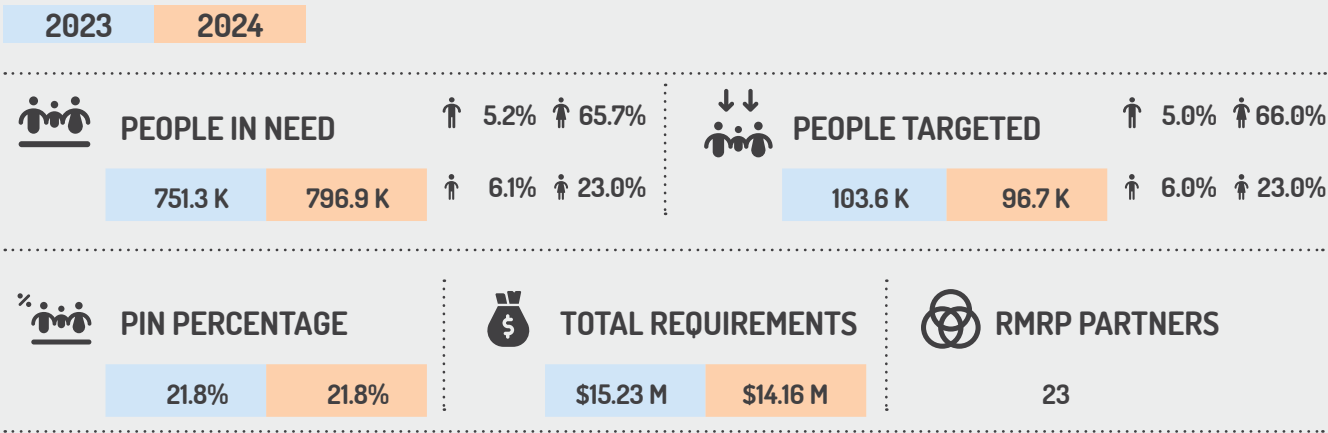 2023 2024
PEOPLE IN NEED
5.2% 65.7%
751.3 K 796.9 K
6.1% 23.0%
PEOPLE TARGETED
5.0% 66.0%
103.6 K 96.7 K
6.0% 23.0%
%
PIN PERCENTAGE
21.8% 21.8%
$
TOTAL REQUIREMENTS
$15.23 M $14.16 M
RMRP PARTNERS
23